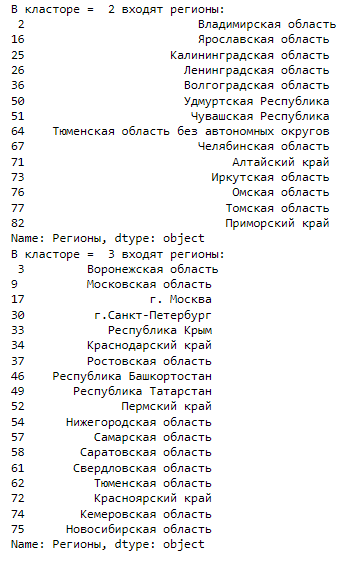 В класторе =  2 входят регионы:
2 Владимирская область
16 Ярославская область
25 Калининградская область
26 Ленинградская область
36 Волгоградская область
50 Удмуртская Республика
51 Чувашская Республика
64 Тюменская область без автономных округов
67 Челябинская область
71 Алтайский край
73 Иркутская область
76 Омская область
77 Томская область
82 Приморский край
Name: Регионы, dtype: object
В класторе =  3 входят регионы:
3 Воронежская область
9 Московская область
17 г. Москва
30 г.Санкт-Петербург
33 Республика Крым
34 Краснодарский край
37 Ростовская область
46 Республика Башкортостан
49 Республика Татарстан
52 Пермский край
54 Нижегородская область
57 Самарская область
58 Саратовская область
61 Свердловская область
62 Тюменская область
72 Красноярский край
74 Кемеровская область
75 Новосибирская область
Name: Регионы, dtype: object